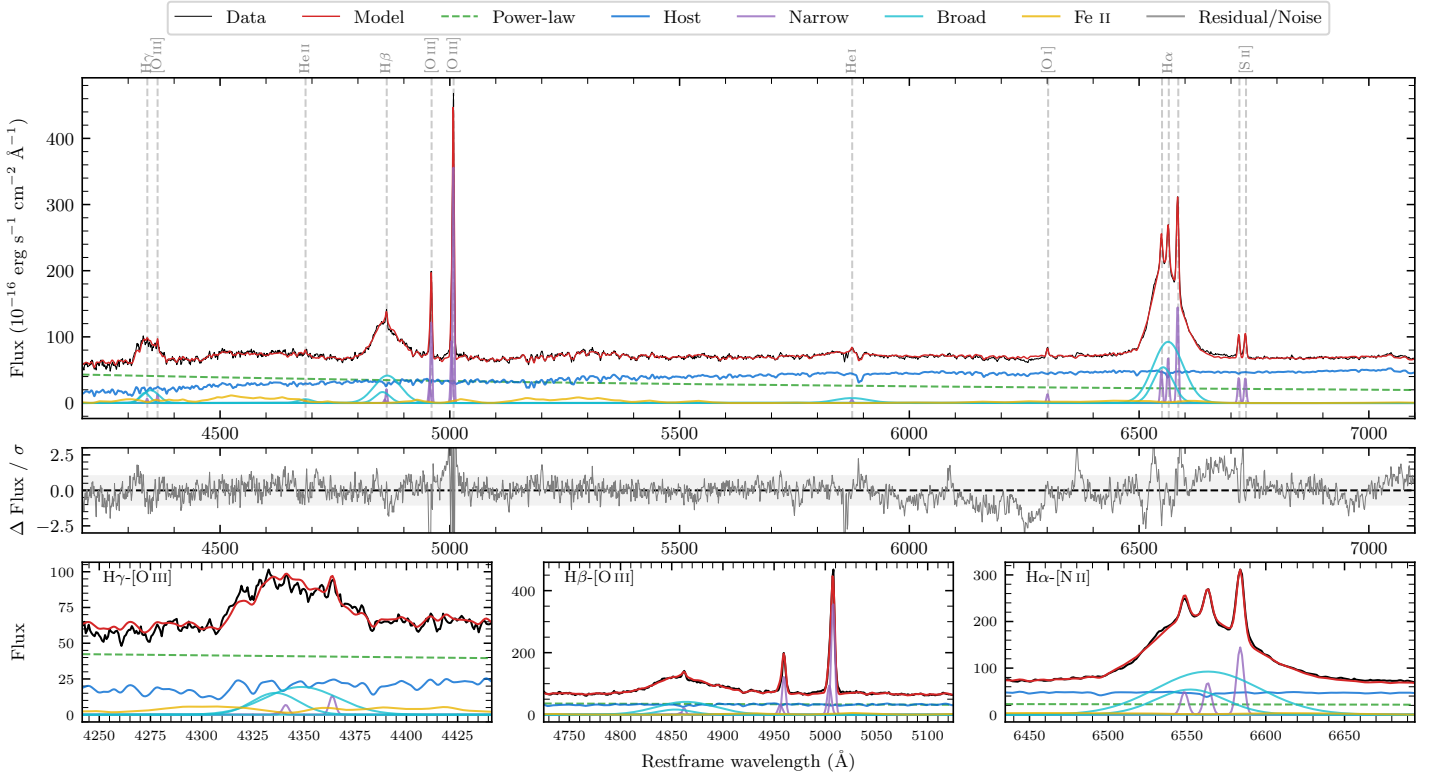 Data Model Power-law Host Narrow Broad Fe II Residual/Noise
Hγ [O III] He II Hβ [O III] [O III] He I [O I] Hα [S II]
Flux (10⁻¹⁶ erg s⁻¹ cm⁻² Å⁻¹)
400
300
200
100
0
4500 5000 5500 6000 6500 7000
Δ Flux / σ
2.5
0.0
−2.5
4500 5000 5500 6000 6500 7000
Flux
Hγ-[O III]
100
75
50
25
0
4250 4275 4300 4325 4350 4375 4400 4425
Hβ-[O III]
400
200
0
4750 4800 4850 4900 4950 5000 5050 5100
Hα-[N II]
300
200
100
0
6450 6500 6550 6600 6650
Restframe wavelength (Å)